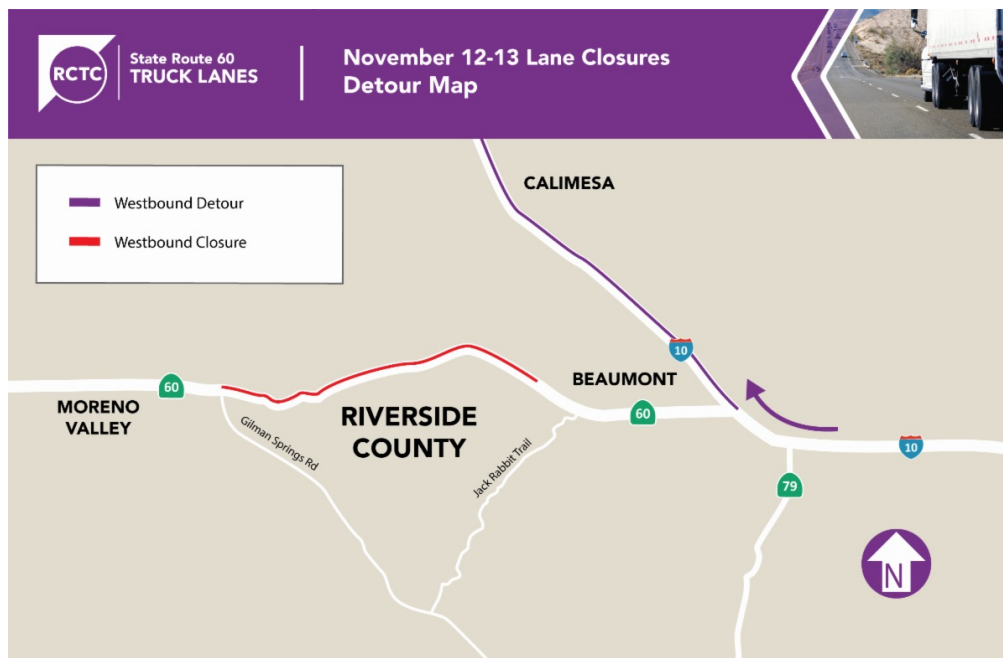 RCTC
State Route 60
TRUCK LANES
November 12-13 Lane Closures
Detour Map
Westbound Detour
Westbound Closure
CALIMESA
10
BEAUMONT
60
MORENO
VALLEY
RIVERSIDE
COUNTY
60
10
Gilman Springs Rd
Jack Rabbit Trail
79
N